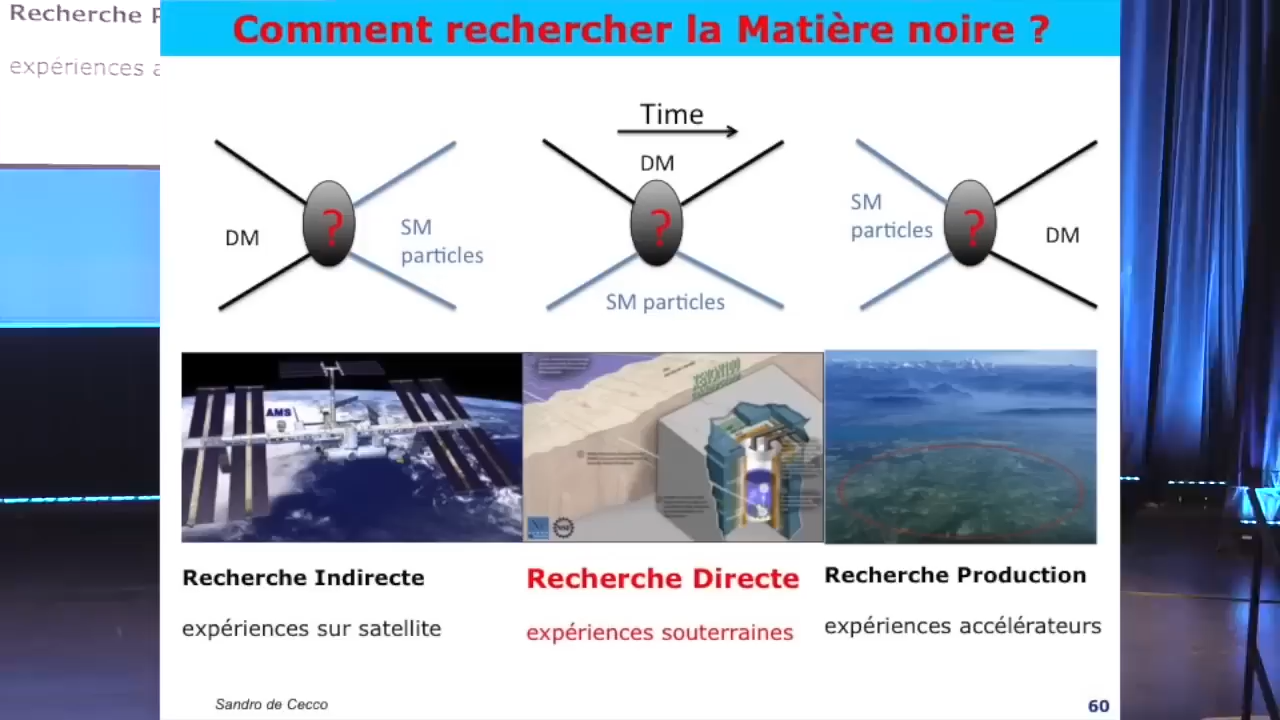 Recherche P
expériences a
Comment rechercher la Matière noire ?
Time
DM
?
SM
particles
DM
?
SM particles
SM
particles
?
DM
AMS
Recherche Indirecte
expériences sur satellite
Recherche Directe
expériences souterraines
Recherche Production
expériences accélérateurs
Sandro de Cecco
60